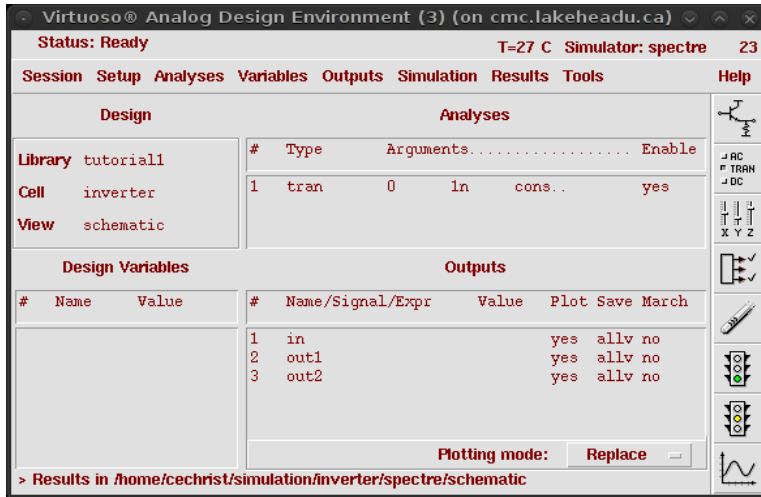 Virtuoso® Analog Design Environment (3) (on cmc.lakeheadu.ca)
Status: Ready T=27 C Simulator: spectre 23
Session Setup Analyses Variables Outputs Simulation Results Tools Help
Design
Library tutorial1
Cell inverter
View schematic
Analyses
# Type Arguments................... Enable
1 tran 0 1n cons.. yes
Design Variables
# Name Value
Outputs
# Name/Signal/Expr Value Plot Save March
1 in yes allv no
2 out1 yes allv no
3 out2 yes allv no
Plotting mode: Replace
> Results in /home/cechrist/simulation/inverter/spectre/schematic
AC
TRAN
DC
X Y Z